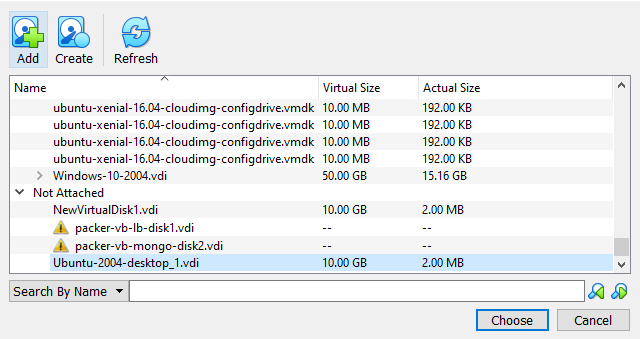 Add Create Refresh
Name Virtual Size Actual Size
ubuntu-xenial-16.04-cloudimg-configdrive.vmdk 10.00 MB 192.00 KB
ubuntu-xenial-16.04-cloudimg-configdrive.vmdk 10.00 MB 192.00 KB
ubuntu-xenial-16.04-cloudimg-configdrive.vmdk 10.00 MB 192.00 KB
ubuntu-xenial-16.04-cloudimg-configdrive.vmdk 10.00 MB 192.00 KB
Windows-10-2004.vdi 50.00 GB 15.16 GB
Not Attached
NewVirtualDisk1.vdi 10.00 GB 2.00 MB
packer-vb-lb-disk1.vdi -- --
packer-vb-mongo-disk2.vdi -- --
Ubuntu-2004-desktop_1.vdi 10.00 GB 2.00 MB
Search By Name
Choose Cancel